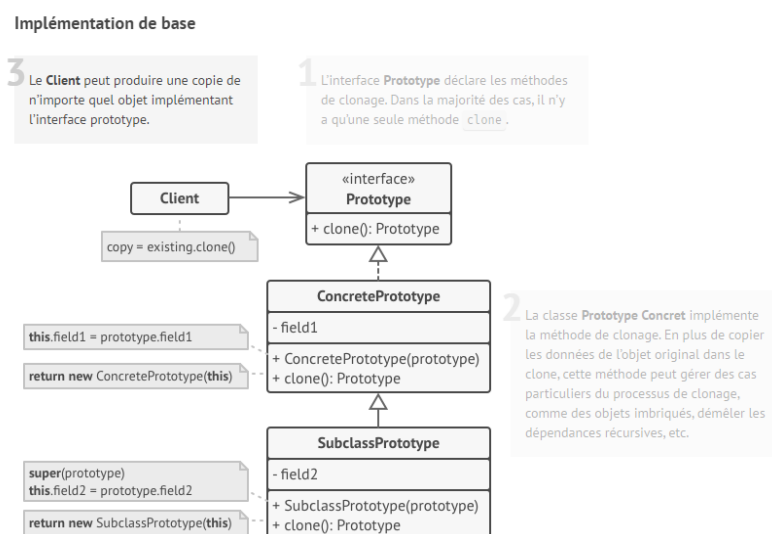 Implémentation de base
3
Le Client peut produire une copie de
n'importe quel objet implémentant
l'interface prototype.
1
L'interface Prototype déclare les méthodes
de clonage. Dans la majorité des cas, il n'y
a qu'une seule méthode clone.
Client
copy = existing.clone()
«interface»
Prototype
+ clone(): Prototype
ConcretePrototype
- field1
+ ConcretePrototype(prototype)
+ clone(): Prototype
this.field1 = prototype.field1
return new ConcretePrototype(this)
2
La classe Prototype Concret implémente
la méthode de clonage. En plus de copier
les données de l'objet original dans le
clone, cette méthode peut gérer des cas
particuliers du processus de clonage,
comme des objets imbriqués, démêler les
dépendances récursives, etc.
SubclassPrototype
- field2
+ SubclassPrototype(prototype)
+ clone(): Prototype
super(prototype)
this.field2 = prototype.field2
return new SubclassPrototype(this)